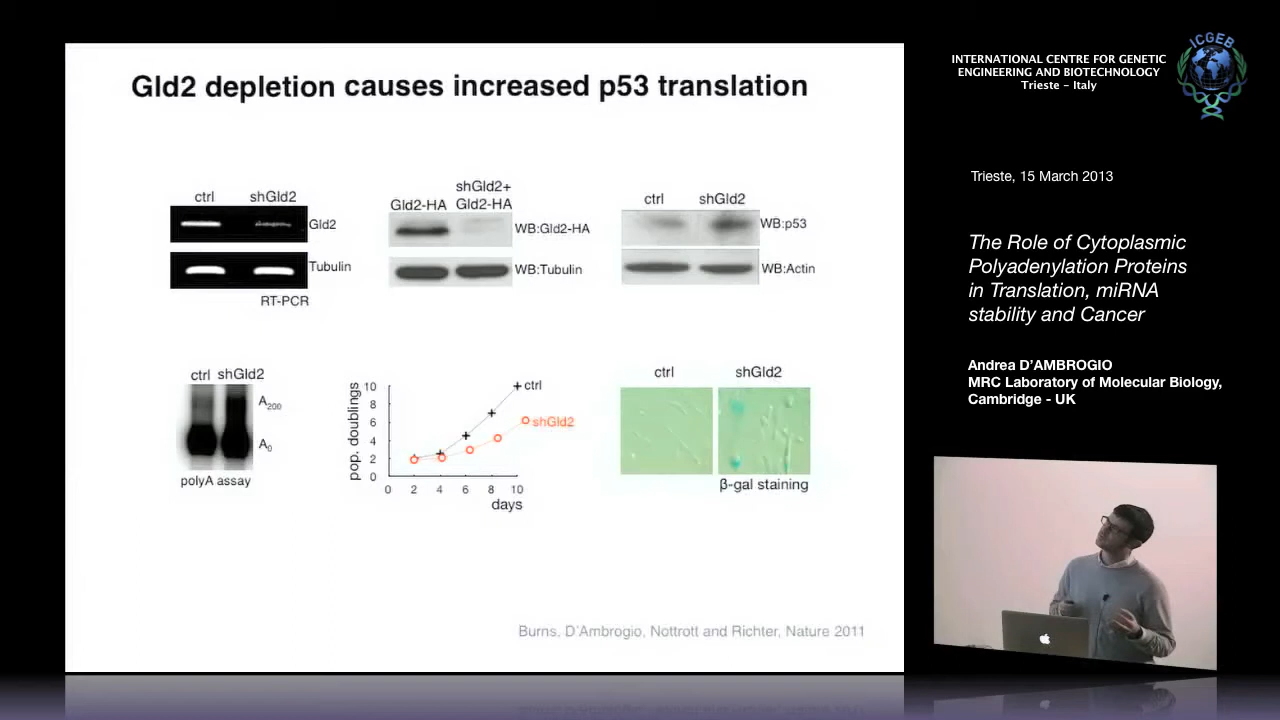 Gld2 depletion causes increased p53 translation
ctrl shGld2
Gld2
Tubulin
RT-PCR
shGld2+
Gld2-HA Gld2-HA
WB:Gld2-HA
WB:Tubulin
ctrl shGld2
WB:p53
WB:Actin
ctrl shGld2
A200
A0
polyA assay
pop. doublings
10
8
6
4
2
0
0 2 4 6 8 10
days
ctrl
shGld2
ctrl shGld2
β-gal staining
Burns, D'Ambrogio, Nottrott and Richter, Nature 2011
INTERNATIONAL CENTRE FOR GENETIC
ENGINEERING AND BIOTECHNOLOGY
Trieste - Italy
ICGEB
Trieste, 15 March 2013
The Role of Cytoplasmic
Polyadenylation Proteins
in Translation, miRNA
stability and Cancer
Andrea D'AMBROGIO
MRC Laboratory of Molecular Biology,
Cambridge - UK